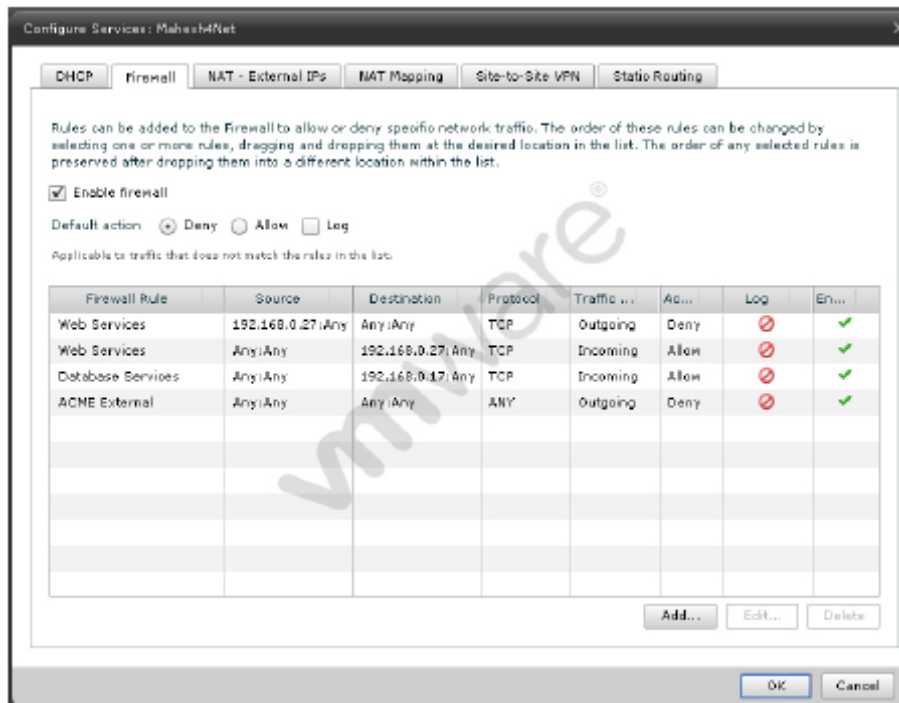 Configure Services: Mahesh4Net
DHCP Firewall NAT - External IPs NAT Mapping Site-to-Site VPN Static Routing
Rules can be added to the Firewall to allow or deny specific network traffic. The order of these rules can be changed by
selecting one or more rules, dragging and dropping them at the desired location in the list. The order of any selected rules is
preserved after dropping them into a different location within the list.
Enable firewall
Default action Deny Allow Log
Applicable to traffic that does not match the rules in the list.
Firewall Rule Source Destination Protocol Traffic ... Ac... Log En...
Web Services 192.168.0.27:Any Any:Any TCP Outgoing Deny
Web Services Any:Any 192.168.0.27:Any TCP Incoming Allow
Database Services Any:Any 192.168.0.17:Any TCP Incoming Allow
ACME External Any:Any Any:Any ANY Outgoing Deny
vmware®
Add... Edit... Delete
OK Cancel